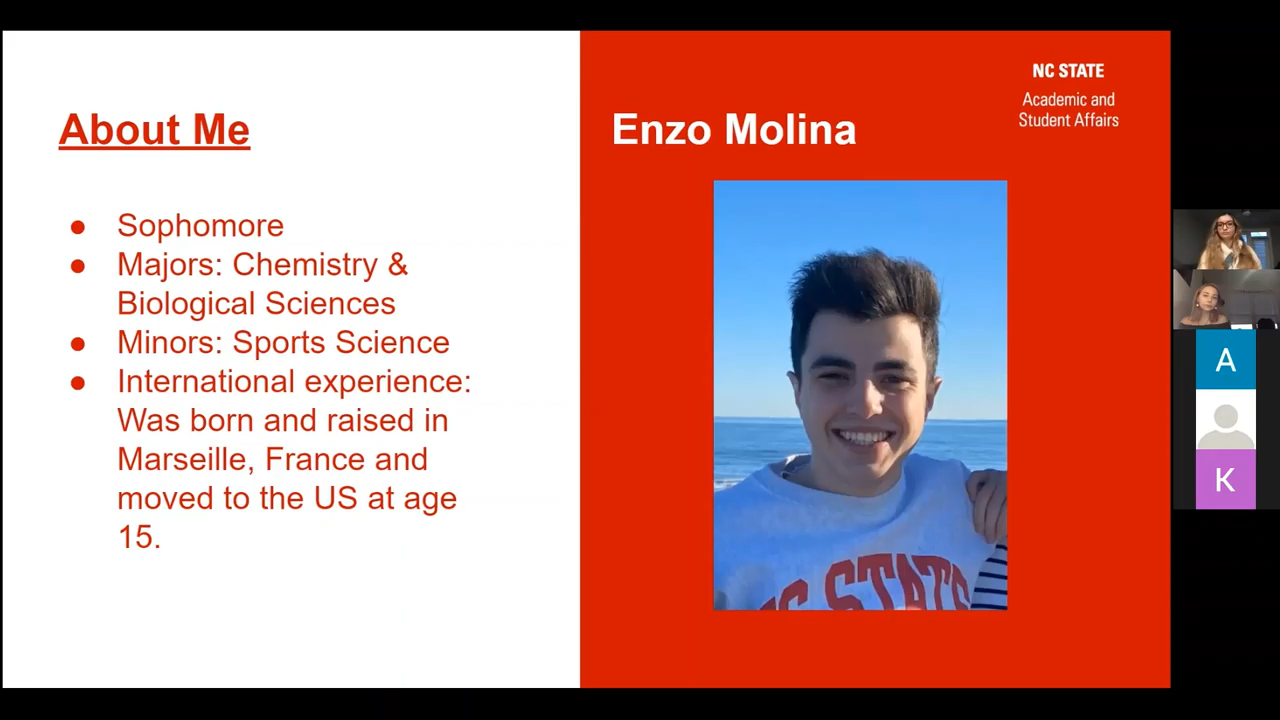 About Me
● Sophomore
● Majors: Chemistry &
Biological Sciences
● Minors: Sports Science
● International experience:
Was born and raised in
Marseille, France and
moved to the US at age
15.
Enzo Molina
NC STATE
Academic and
Student Affairs
STATE
A
K